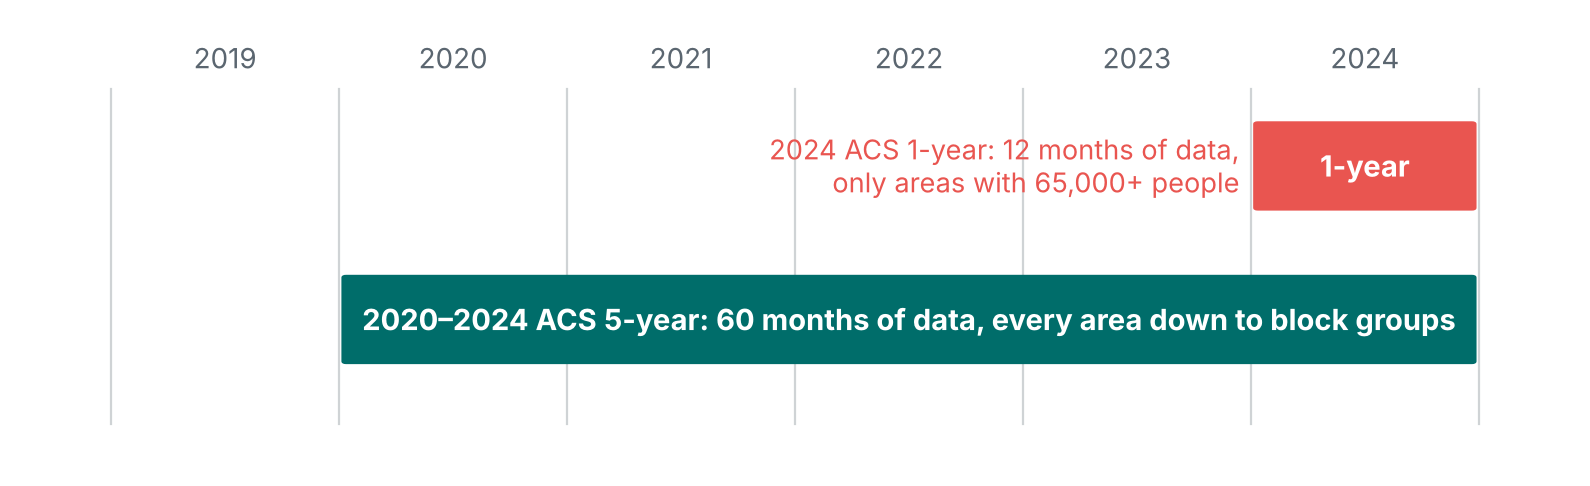 2019 2020 2021 2022 2023 2024
2024 ACS 1-year: 12 months of data,
only areas with 65,000+ people
1-year
2020–2024 ACS 5-year: 60 months of data, every area down to block groups